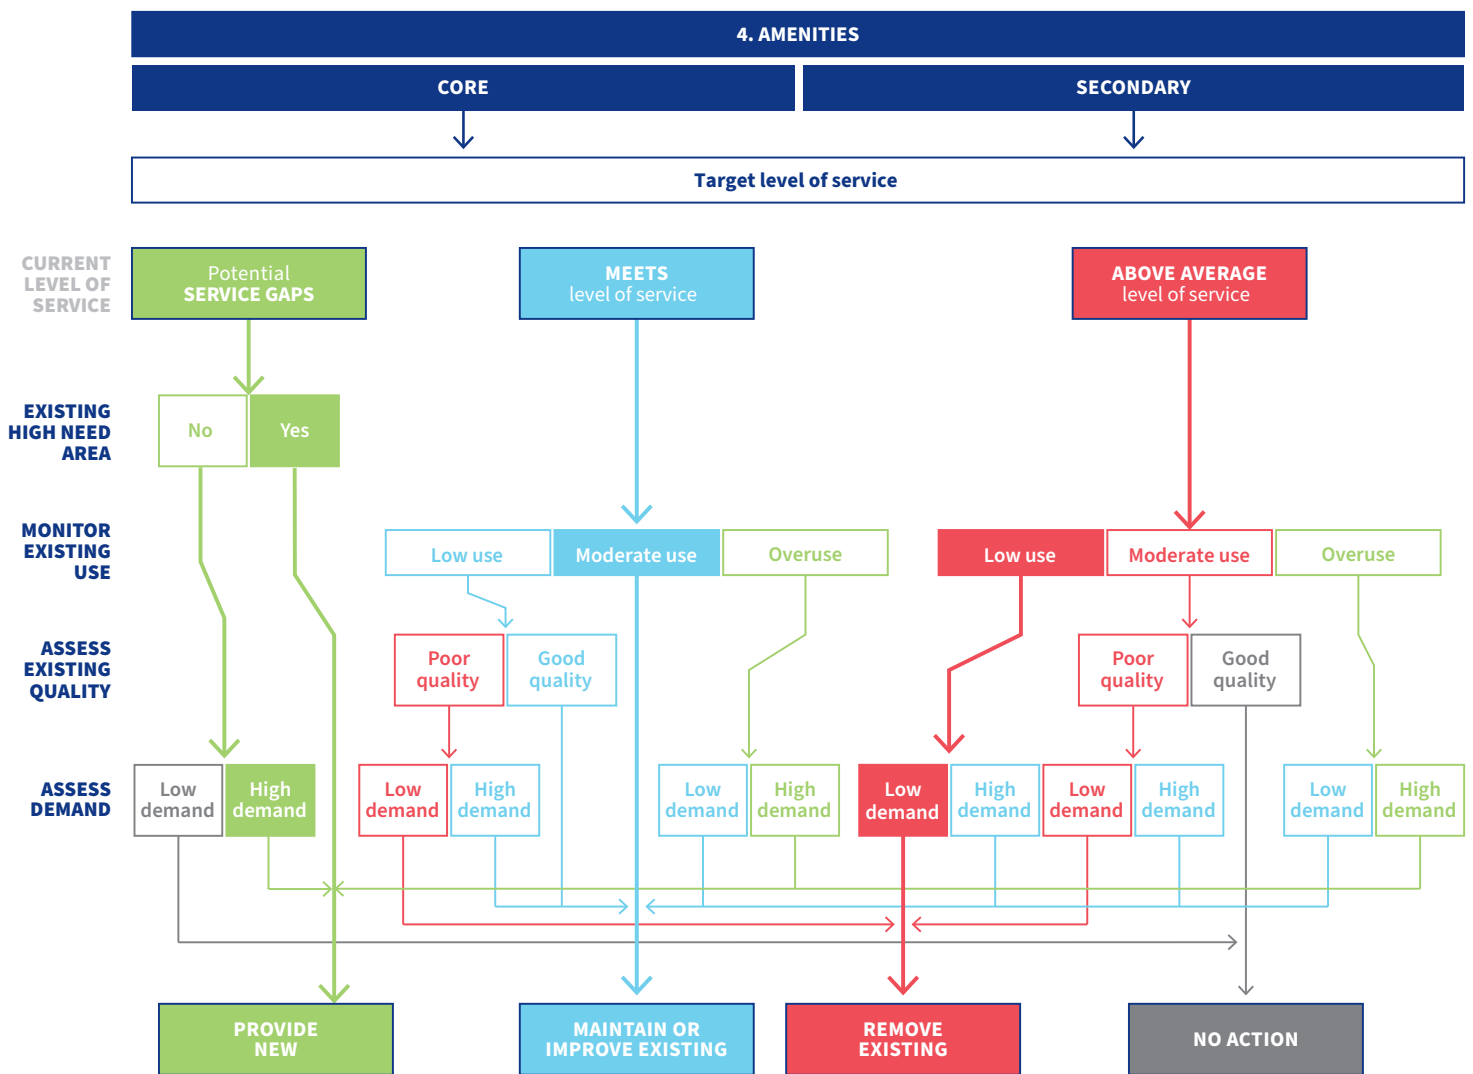 4. AMENITIES
CORE
SECONDARY
Target level of service
CURRENT
LEVEL OF
SERVICE
Potential
SERVICE GAPS
MEETS
level of service
ABOVE AVERAGE
level of service
EXISTING
HIGH NEED
AREA
No
Yes
MONITOR
EXISTING
USE
Low use
Moderate use
Overuse
Low use
Moderate use
Overuse
ASSESS
EXISTING
QUALITY
Poor
quality
Good
quality
Poor
quality
Good
quality
ASSESS
DEMAND
Low
demand
High
demand
Low
demand
High
demand
Low
demand
High
demand
Low
demand
High
demand
Low
demand
High
demand
Low
demand
High
demand
PROVIDE
NEW
MAINTAIN OR
IMPROVE EXISTING
REMOVE
EXISTING
NO ACTION